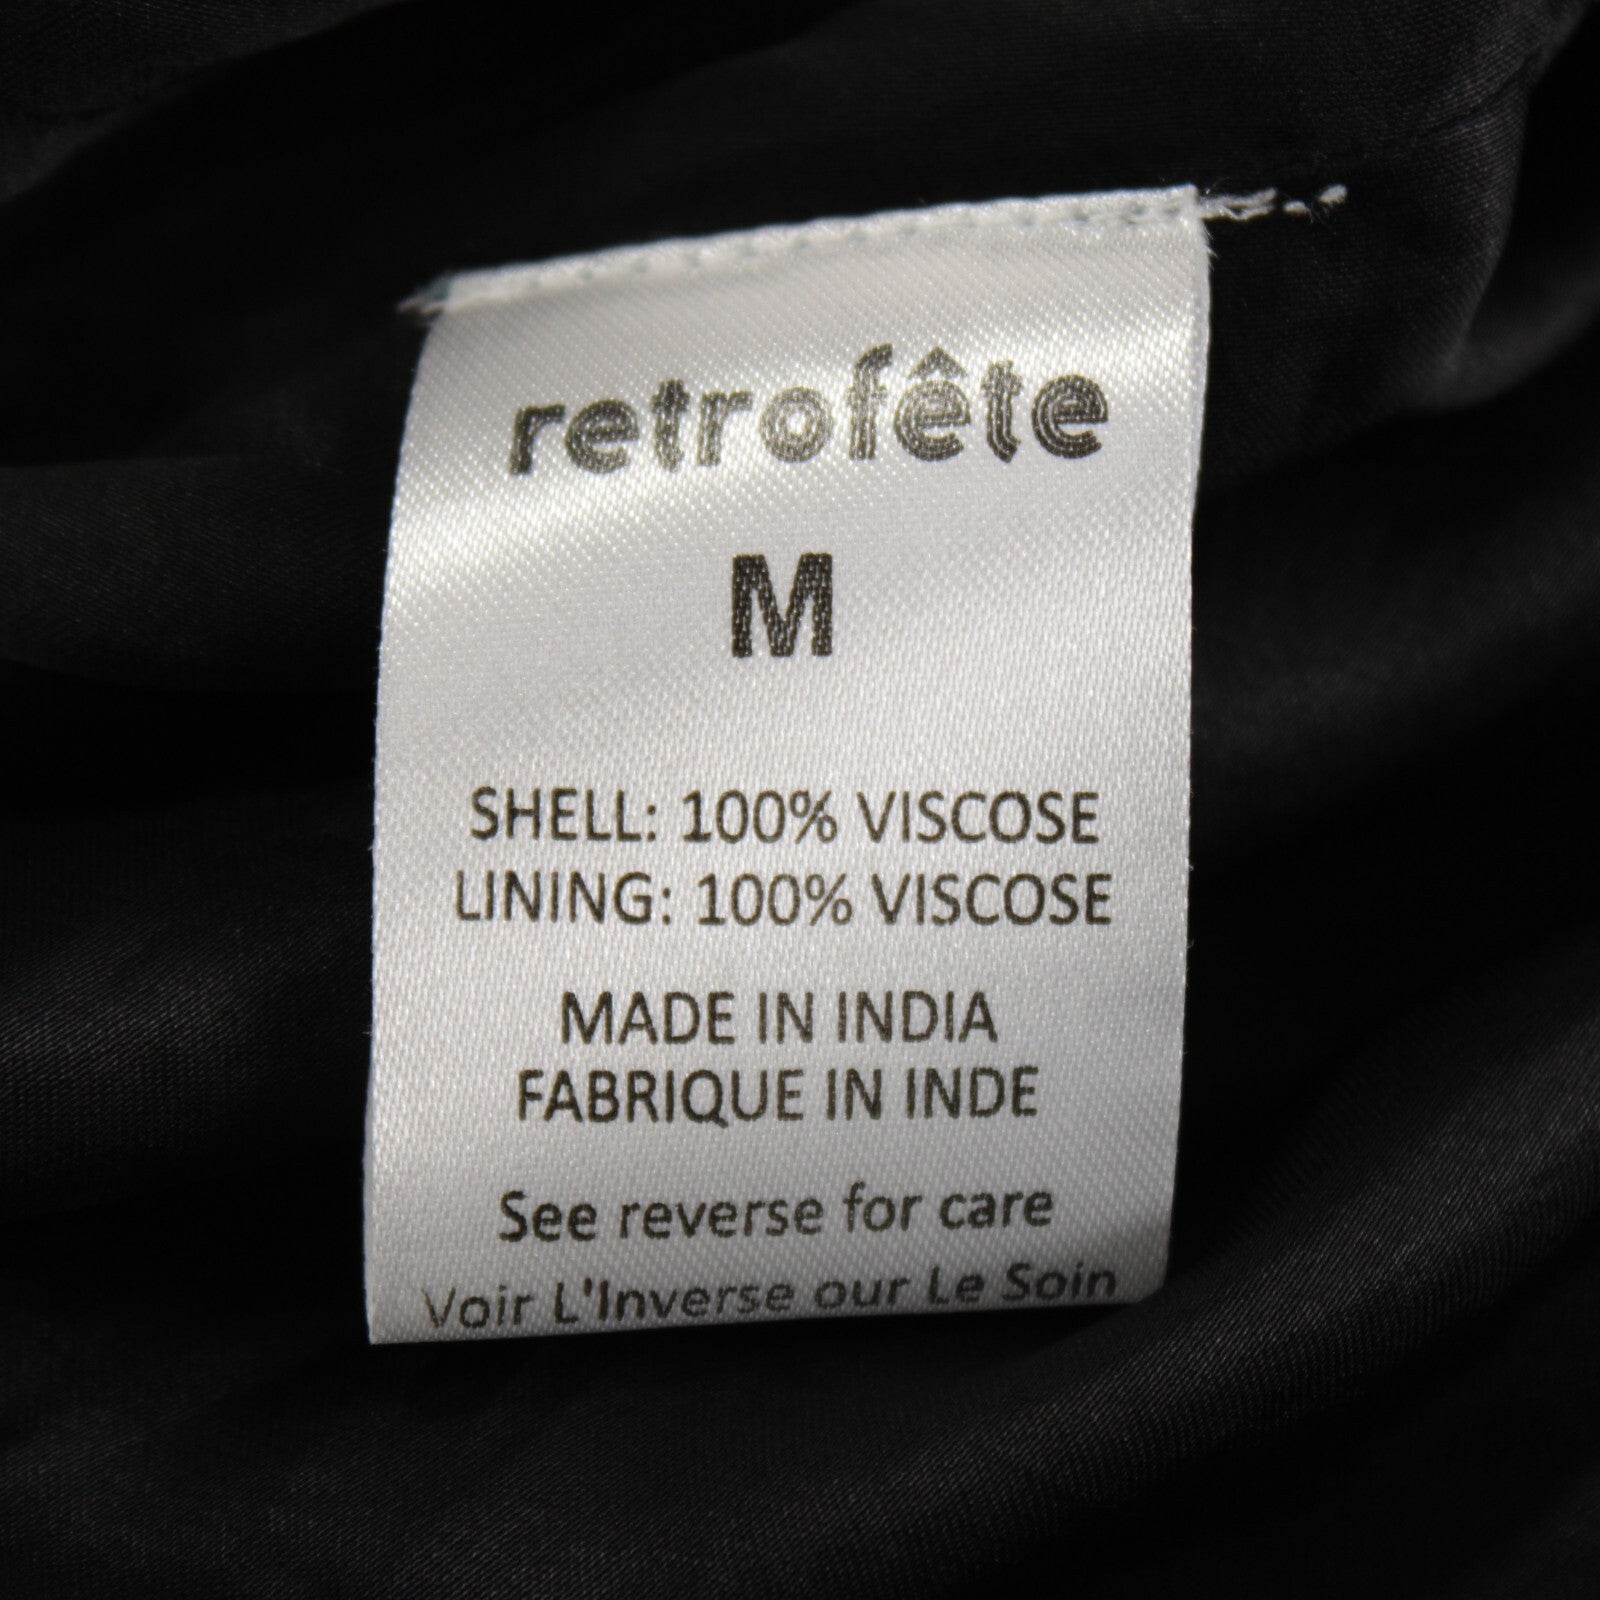 retrofête
M
SHELL: 100% VISCOSE
LINING: 100% VISCOSE
MADE IN INDIA
FABRIQUE IN INDE
See reverse for care
Voir L'Inverse our Le Soin